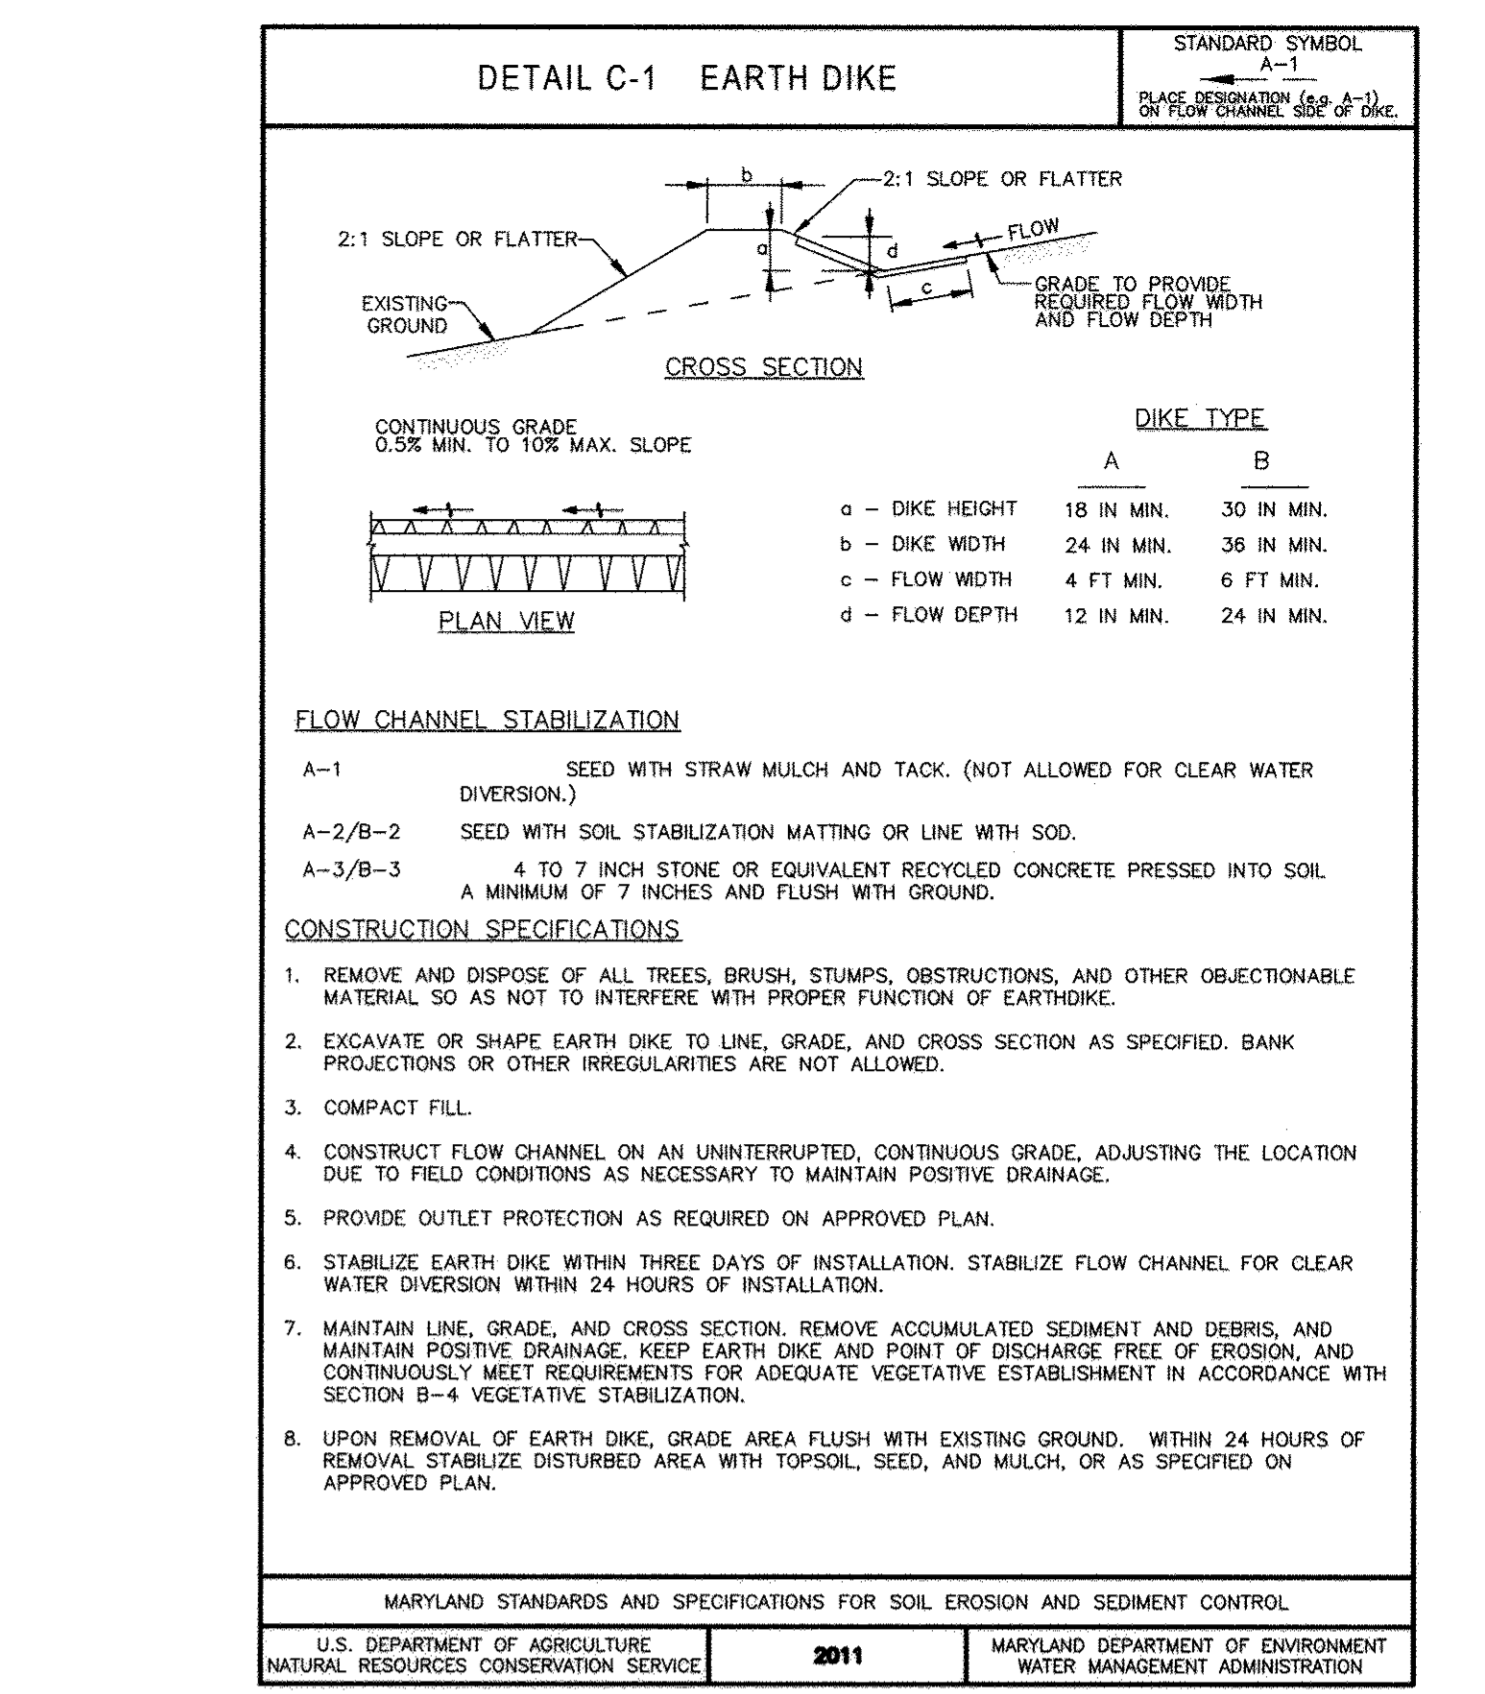 DETAIL C-1 EARTH DIKE
STANDARD SYMBOL
A-1
PLACE DESIGNATION (e.g. A-1)
ON FLOW CHANNEL SIDE OF DIKE.
b
2:1 SLOPE OR FLATTER
2:1 SLOPE OR FLATTER
a
d
FLOW
c
EXISTING
GROUND
GRADE TO PROVIDE
REQUIRED FLOW WIDTH
AND FLOW DEPTH
CROSS SECTION
CONTINUOUS GRADE
0.5% MIN. TO 10% MAX. SLOPE
PLAN VIEW
DIKE TYPE
A B
a - DIKE HEIGHT 18 IN MIN. 30 IN MIN.
b - DIKE WIDTH 24 IN MIN. 36 IN MIN.
c - FLOW WIDTH 4 FT MIN. 6 FT MIN.
d - FLOW DEPTH 12 IN MIN. 24 IN MIN.
FLOW CHANNEL STABILIZATION
A-1 SEED WITH STRAW MULCH AND TACK. (NOT ALLOWED FOR CLEAR WATER
DIVERSION.)
A-2/B-2 SEED WITH SOIL STABILIZATION MATTING OR LINE WITH SOD.
A-3/B-3 4 TO 7 INCH STONE OR EQUIVALENT RECYCLED CONCRETE PRESSED INTO SOIL
A MINIMUM OF 7 INCHES AND FLUSH WITH GROUND.
CONSTRUCTION SPECIFICATIONS
1. REMOVE AND DISPOSE OF ALL TREES, BRUSH, STUMPS, OBSTRUCTIONS, AND OTHER OBJECTIONABLE
MATERIAL SO AS NOT TO INTERFERE WITH PROPER FUNCTION OF EARTHDIKE.
2. EXCAVATE OR SHAPE EARTH DIKE TO LINE, GRADE, AND CROSS SECTION AS SPECIFIED. BANK
PROJECTIONS OR OTHER IRREGULARITIES ARE NOT ALLOWED.
3. COMPACT FILL.
4. CONSTRUCT FLOW CHANNEL ON AN UNINTERRUPTED, CONTINUOUS GRADE, ADJUSTING THE LOCATION
DUE TO FIELD CONDITIONS AS NECESSARY TO MAINTAIN POSITIVE DRAINAGE.
5. PROVIDE OUTLET PROTECTION AS REQUIRED ON APPROVED PLAN.
6. STABILIZE EARTH DIKE WITHIN THREE DAYS OF INSTALLATION. STABILIZE FLOW CHANNEL FOR CLEAR
WATER DIVERSION WITHIN 24 HOURS OF INSTALLATION.
7. MAINTAIN LINE, GRADE, AND CROSS SECTION. REMOVE ACCUMULATED SEDIMENT AND DEBRIS, AND
MAINTAIN POSITIVE DRAINAGE. KEEP EARTH DIKE AND POINT OF DISCHARGE FREE OF EROSION, AND
CONTINUOUSLY MEET REQUIREMENTS FOR ADEQUATE VEGETATIVE ESTABLISHMENT IN ACCORDANCE WITH
SECTION B-4 VEGETATIVE STABILIZATION.
8. UPON REMOVAL OF EARTH DIKE, GRADE AREA FLUSH WITH EXISTING GROUND. WITHIN 24 HOURS OF
REMOVAL STABILIZE DISTURBED AREA WITH TOPSOIL, SEED, AND MULCH, OR AS SPECIFIED ON
APPROVED PLAN.
MARYLAND STANDARDS AND SPECIFICATIONS FOR SOIL EROSION AND SEDIMENT CONTROL
U.S. DEPARTMENT OF AGRICULTURE
NATURAL RESOURCES CONSERVATION SERVICE
2011
MARYLAND DEPARTMENT OF ENVIRONMENT
WATER MANAGEMENT ADMINISTRATION